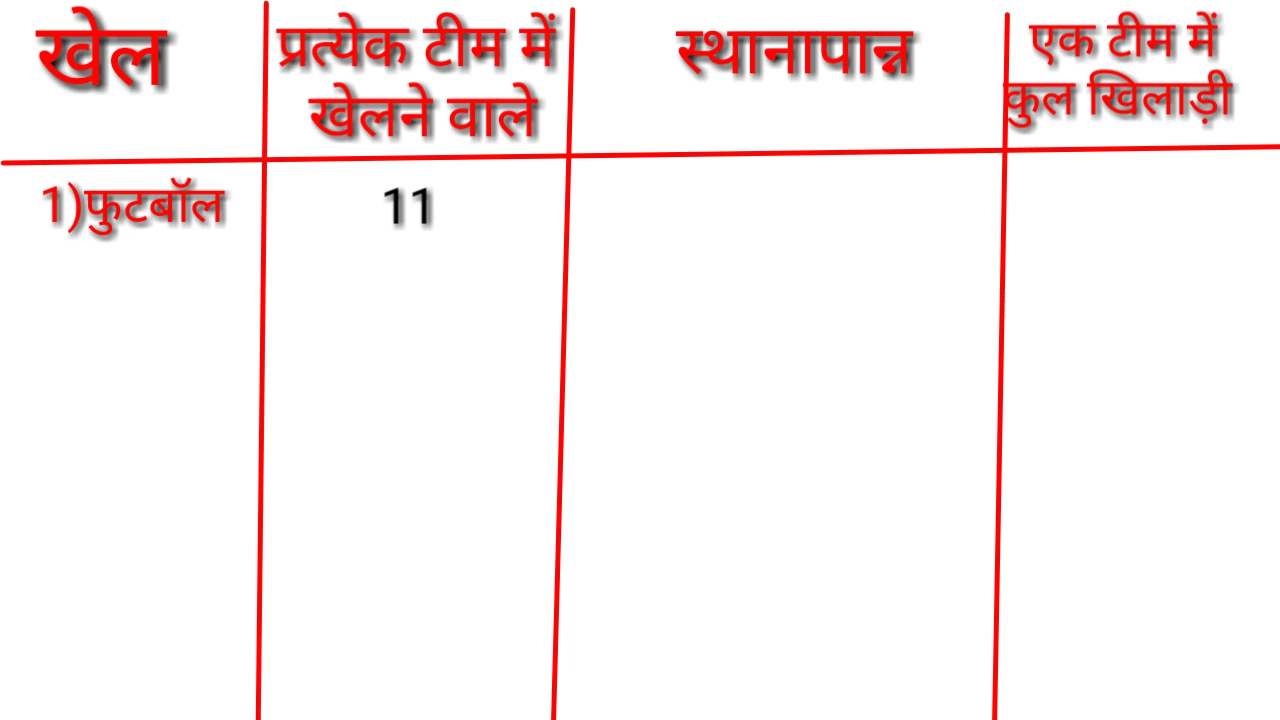 खेल
प्रत्येक टीम में
खेलने वाले
स्थानापान्न
एक टीम में
कुल खिलाड़ी
1)फुटबॉल
11